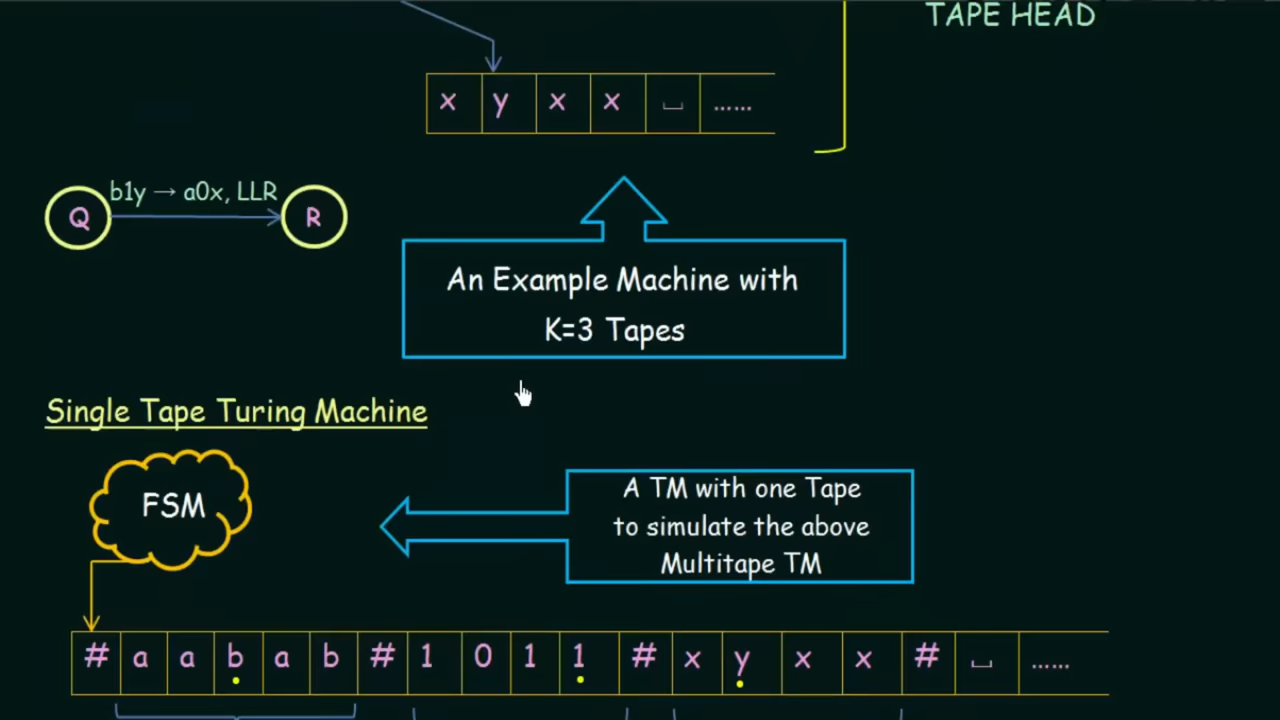 TAPE HEAD
x y x x ⌴ ......
b1y → a0x, LLR
Q R
An Example Machine with
K=3 Tapes
Single Tape Turing Machine
FSM
A TM with one Tape
to simulate the above
Multitape TM
# a a b a b # 1 0 1 1 # x y x x # ⌴ ......